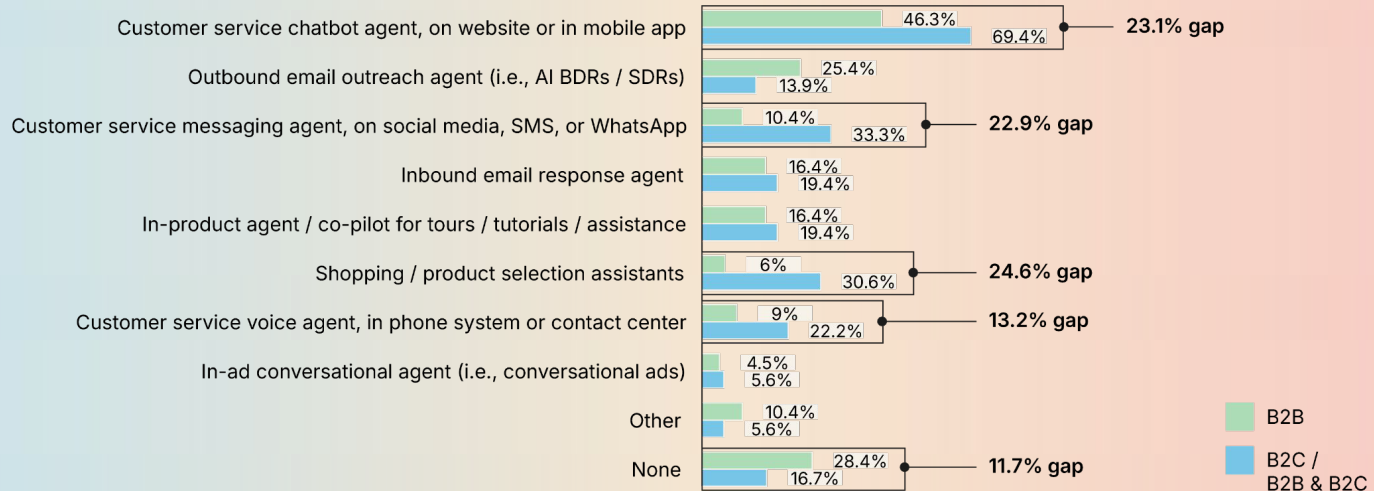 Customer service chatbot agent, on website or in mobile app
46.3%
69.4%
23.1% gap
Outbound email outreach agent (i.e., AI BDRs / SDRs)
25.4%
13.9%
Customer service messaging agent, on social media, SMS, or WhatsApp
10.4%
33.3%
22.9% gap
Inbound email response agent
16.4%
19.4%
In-product agent / co-pilot for tours / tutorials / assistance
16.4%
19.4%
Shopping / product selection assistants
6%
30.6%
24.6% gap
Customer service voice agent, in phone system or contact center
9%
22.2%
13.2% gap
In-ad conversational agent (i.e., conversational ads)
4.5%
5.6%
Other
10.4%
5.6%
None
28.4%
16.7%
11.7% gap
B2B
B2C /
B2B & B2C